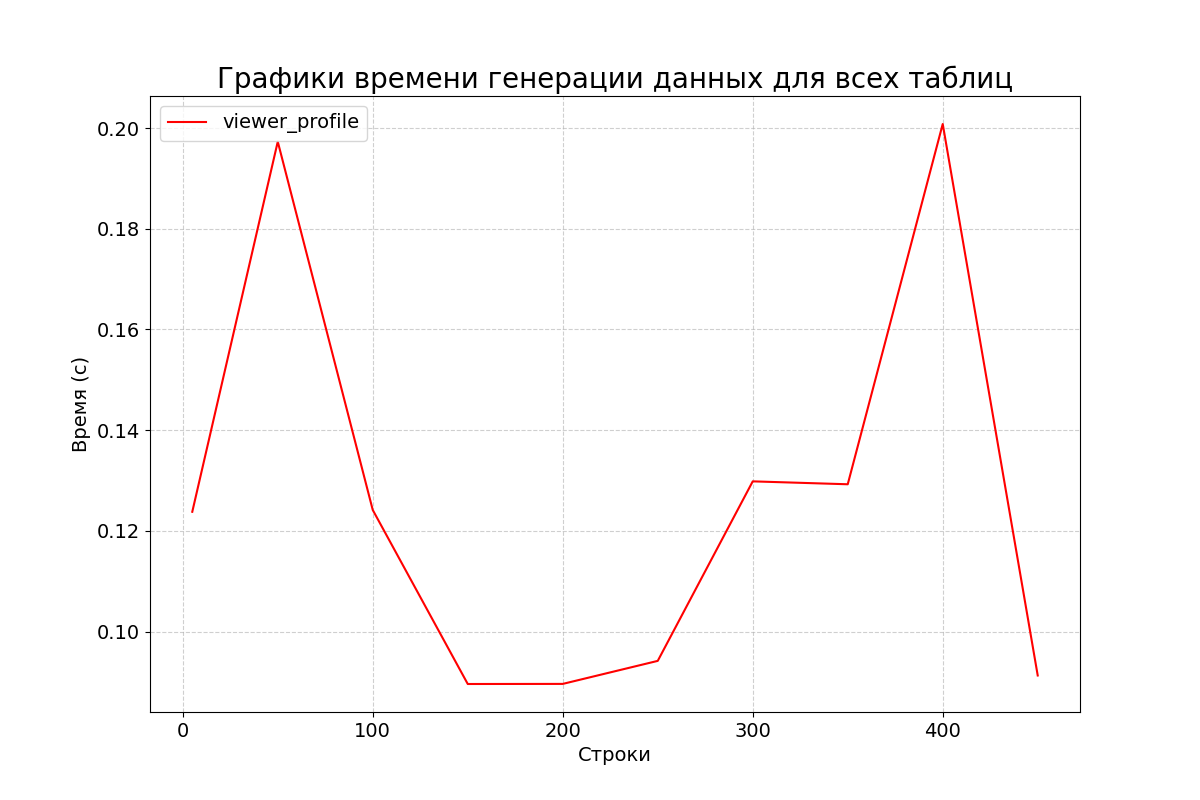 Графики времени генерации данных для всех таблиц
viewer_profile
0.20
0.18
0.16
0.14
0.12
0.10
Время (с)
0 100 200 300 400
Строки